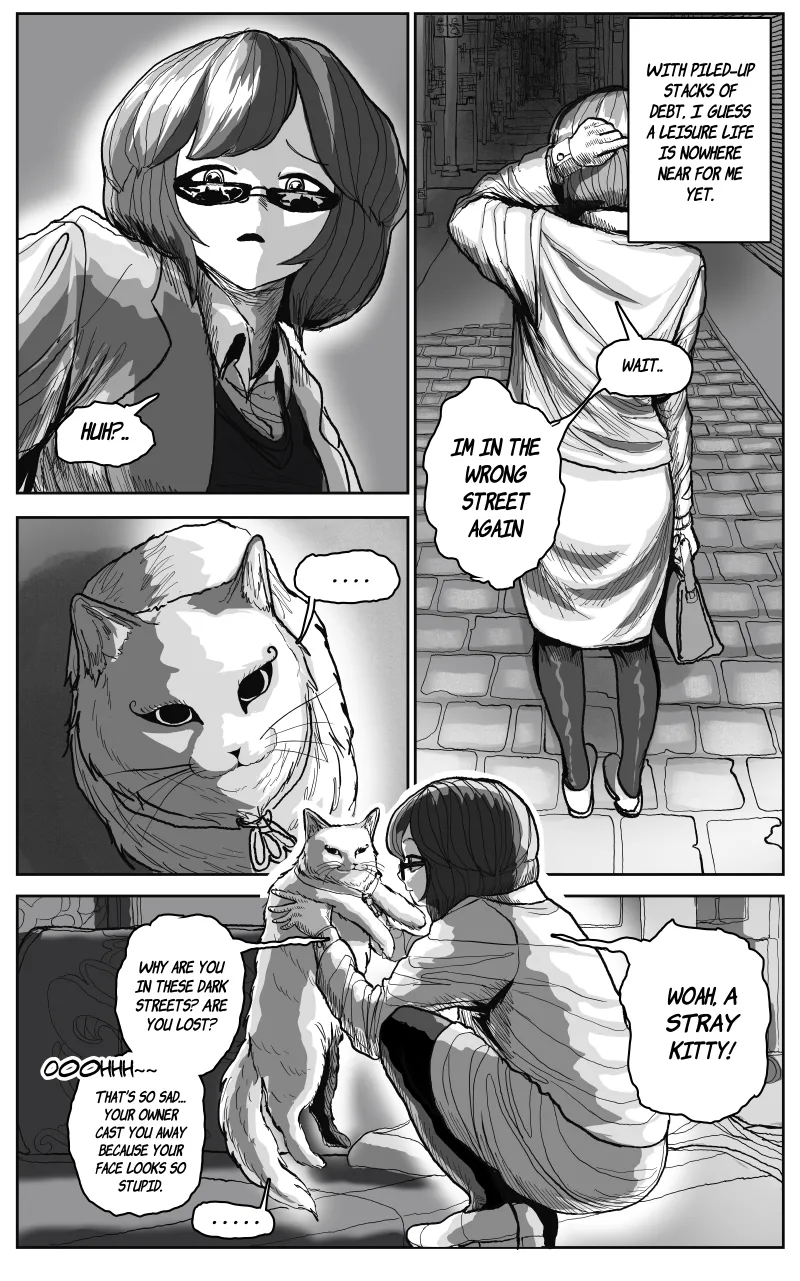 WITH PILED-UP
STACKS OF
DEBT, I GUESS
A LEISURE LIFE
IS NOWHERE
NEAR FOR ME
YET.
WAIT..
IM IN THE
WRONG
STREET
AGAIN
HUH?..
....
WOAH, A
STRAY
KITTY!
WHY ARE YOU
IN THESE DARK
STREETS? ARE
YOU LOST?
OOOHHH~~
THAT'S SO SAD...
YOUR OWNER
CAST YOU AWAY
BECAUSE YOUR
FACE LOOKS SO
STUPID.
.....